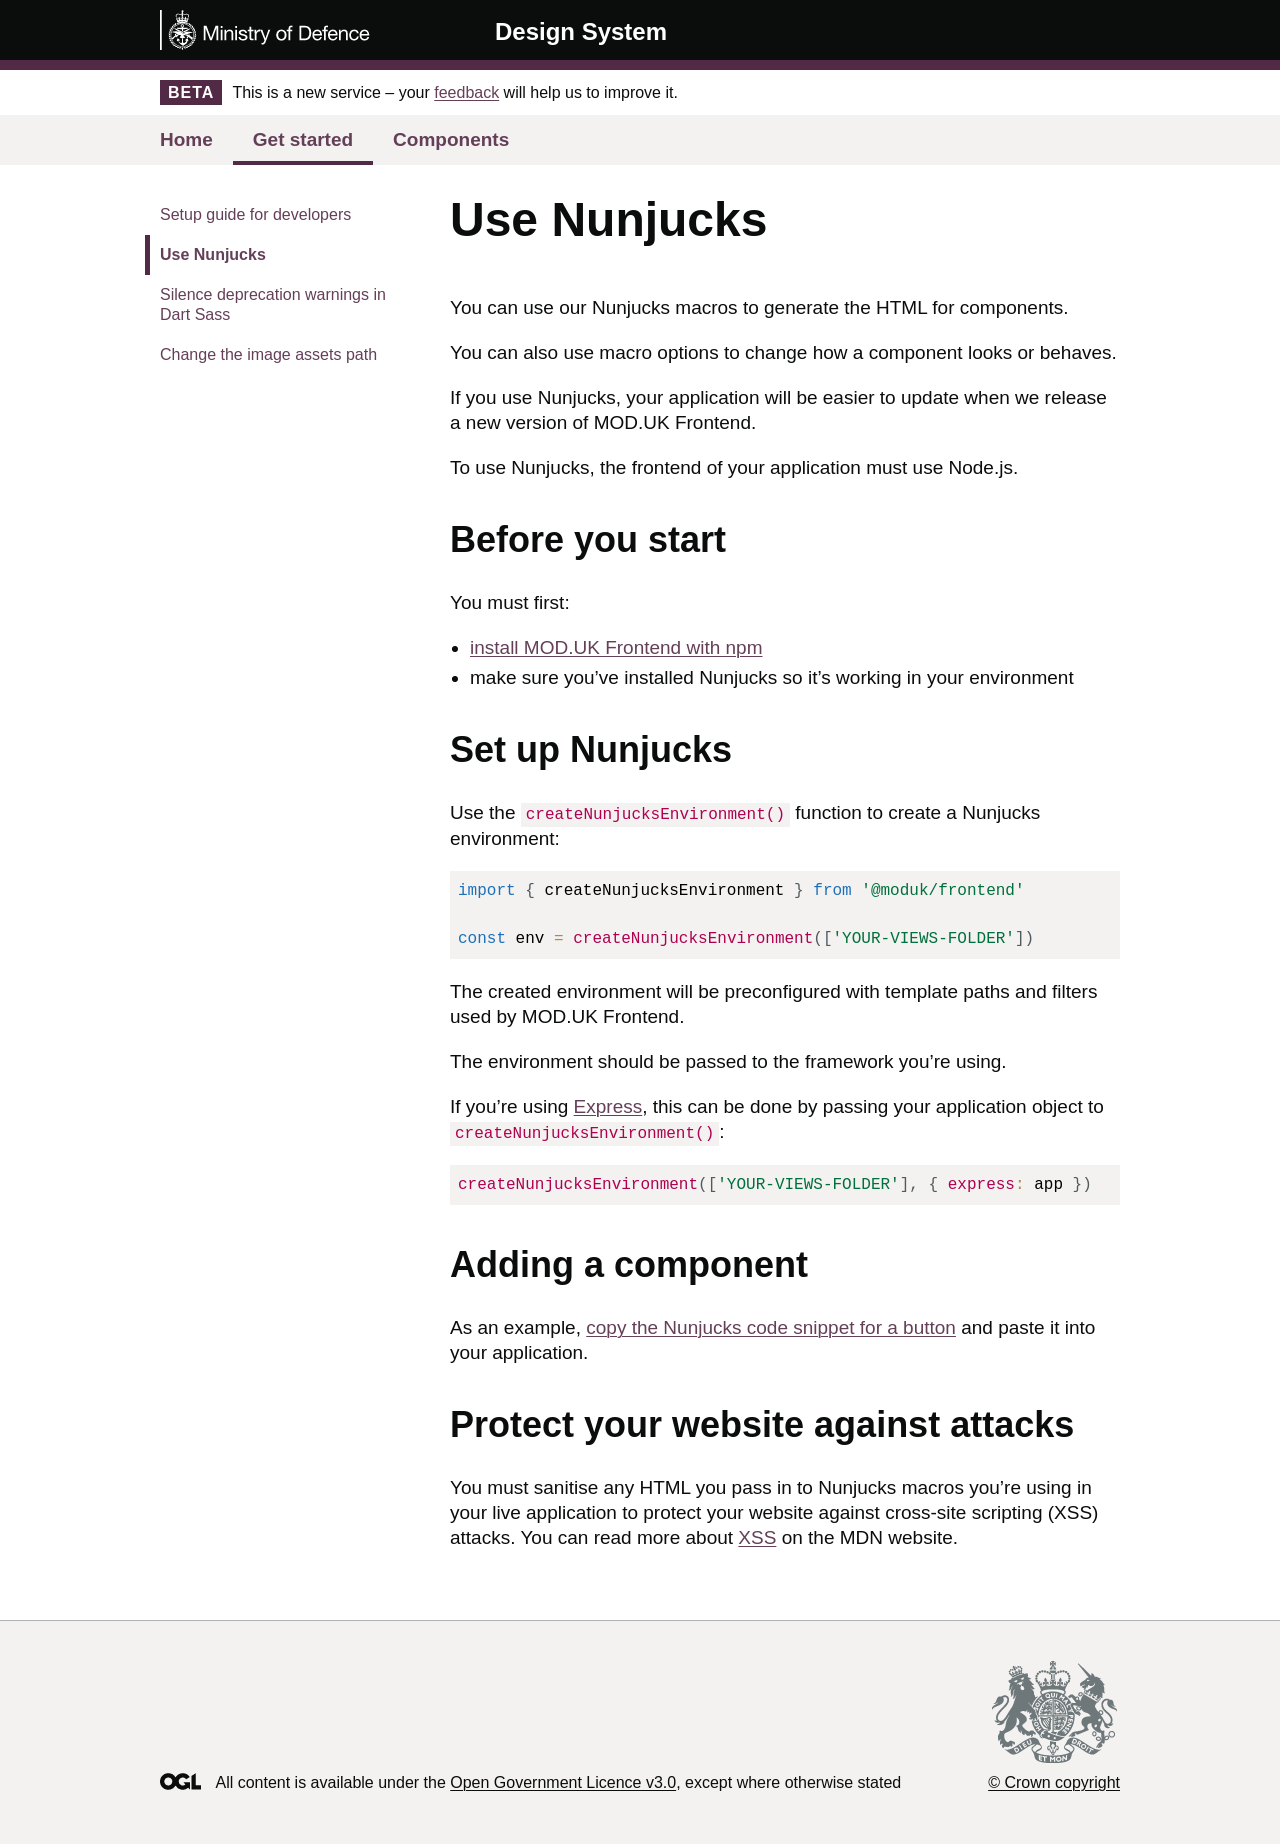 Ministry of Defence
Design System
BETA This is a new service – your feedback will help us to improve it.
Home Get started Components
Setup guide for developers
Use Nunjucks
Silence deprecation warnings in
Dart Sass
Change the image assets path
Use Nunjucks
You can use our Nunjucks macros to generate the HTML for components.
You can also use macro options to change how a component looks or behaves.
If you use Nunjucks, your application will be easier to update when we release
a new version of MOD.UK Frontend.
To use Nunjucks, the frontend of your application must use Node.js.
Before you start
You must first:
• install MOD.UK Frontend with npm
• make sure you’ve installed Nunjucks so it’s working in your environment
Set up Nunjucks
Use the createNunjucksEnvironment() function to create a Nunjucks
environment:
import { createNunjucksEnvironment } from '@moduk/frontend'
const env = createNunjucksEnvironment(['YOUR-VIEWS-FOLDER'])
The created environment will be preconfigured with template paths and filters
used by MOD.UK Frontend.
The environment should be passed to the framework you’re using.
If you’re using Express, this can be done by passing your application object to
createNunjucksEnvironment():
createNunjucksEnvironment(['YOUR-VIEWS-FOLDER'], { express: app })
Adding a component
As an example, copy the Nunjucks code snippet for a button and paste it into
your application.
Protect your website against attacks
You must sanitise any HTML you pass in to Nunjucks macros you’re using in
your live application to protect your website against cross-site scripting (XSS)
attacks. You can read more about XSS on the MDN website.
OGL All content is available under the Open Government Licence v3.0, except where otherwise stated
DIEU ET MON DROIT
© Crown copyright